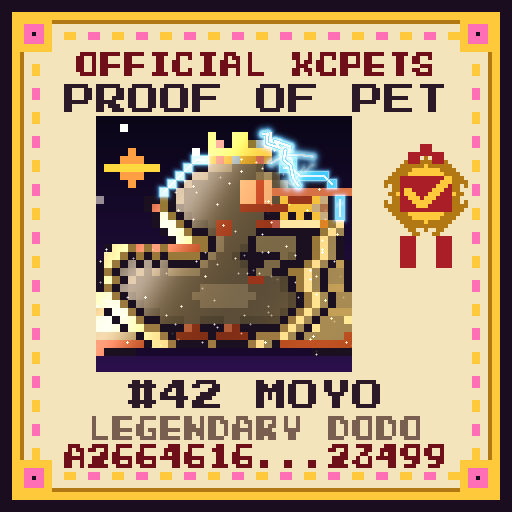 OFFICIAL XCPETS
PROOF OF PET
#42 MOYO
LEGENDARY DODO
A2664616...23499